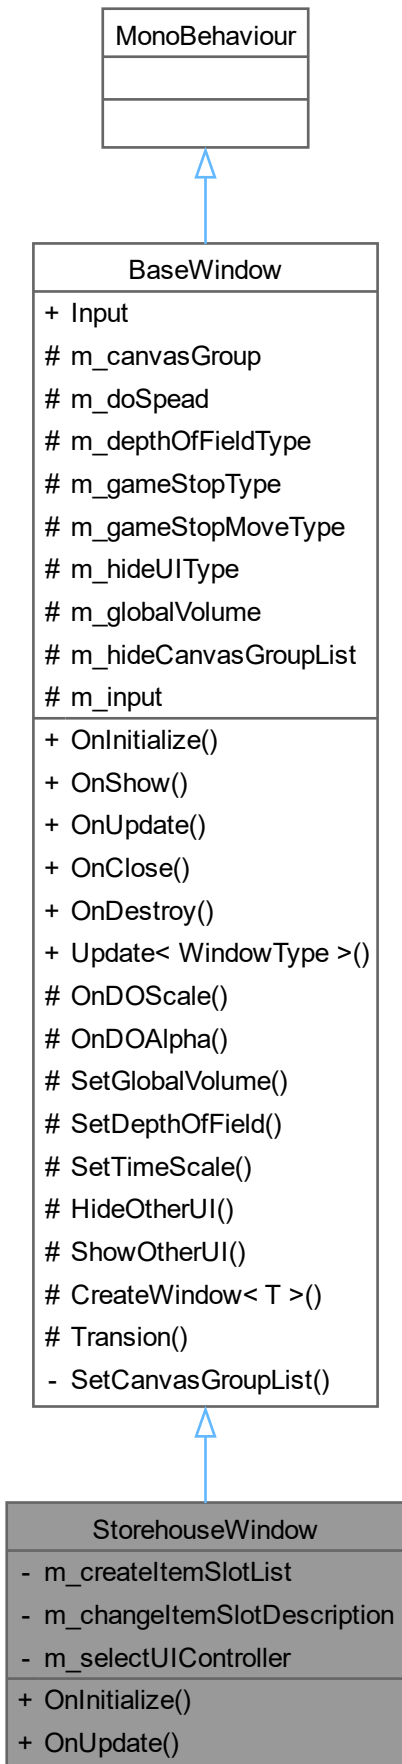 MonoBehaviour
BaseWindow
+ Input
# m_canvasGroup
# m_doSpead
# m_depthOfFieldType
# m_gameStopType
# m_gameStopMoveType
# m_hideUIType
# m_globalVolume
# m_hideCanvasGroupList
# m_input
+ OnInitialize()
+ OnShow()
+ OnUpdate()
+ OnClose()
+ OnDestroy()
+ Update< WindowType >()
# OnDOScale()
# OnDOAlpha()
# SetGlobalVolume()
# SetDepthOfField()
# SetTimeScale()
# HideOtherUI()
# ShowOtherUI()
# CreateWindow< T >()
# Transion()
- SetCanvasGroupList()
StorehouseWindow
- m_createItemSlotList
- m_changeItemSlotDescription
- m_selectUIController
+ OnInitialize()
+ OnUpdate()